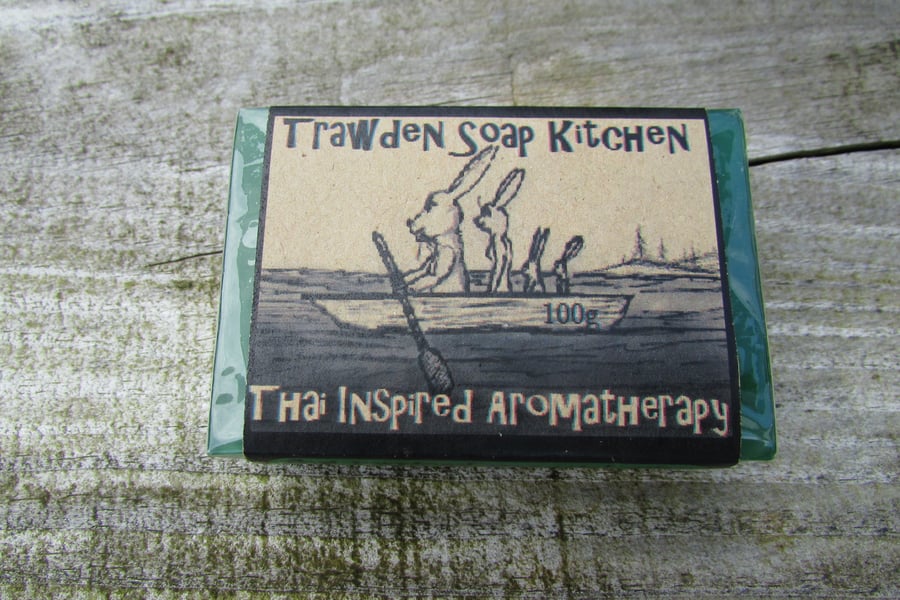 Trawden Soap Kitchen
100g
Thai Inspired Aromatherapy